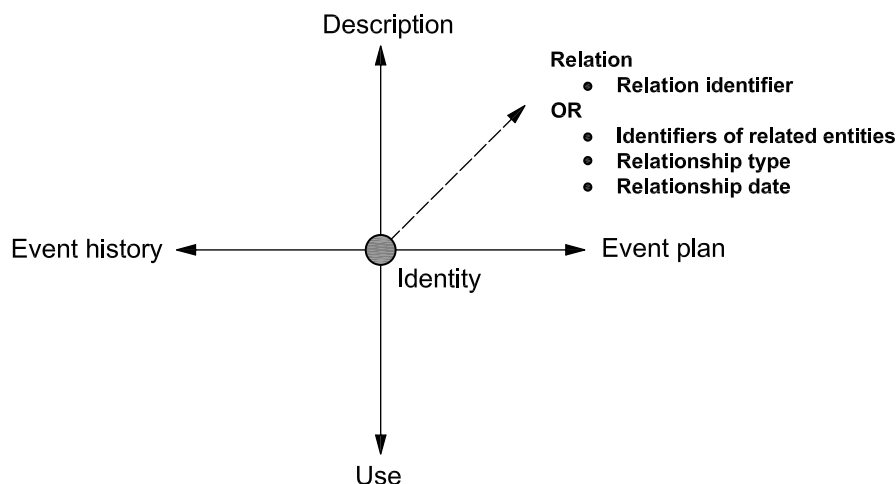 Description
Relation
• Relation identifier
OR
• Identifiers of related entities
• Relationship type
• Relationship date
Event history
Event plan
Identity
Use